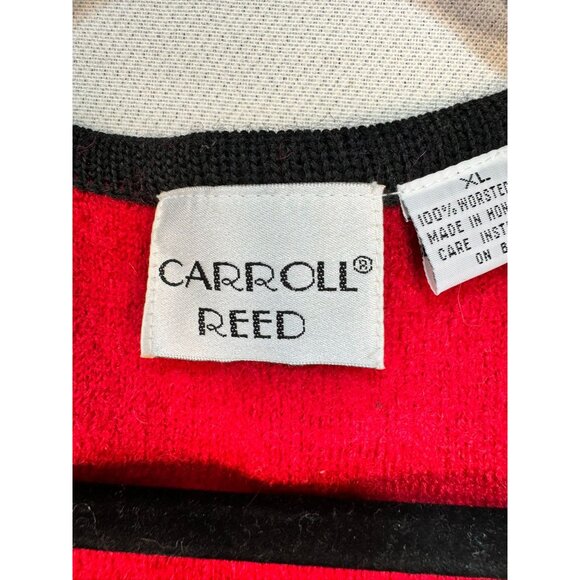 CARROLL®
REED
XL
100% WORSTED
MADE IN HON
CARE INST
ON B